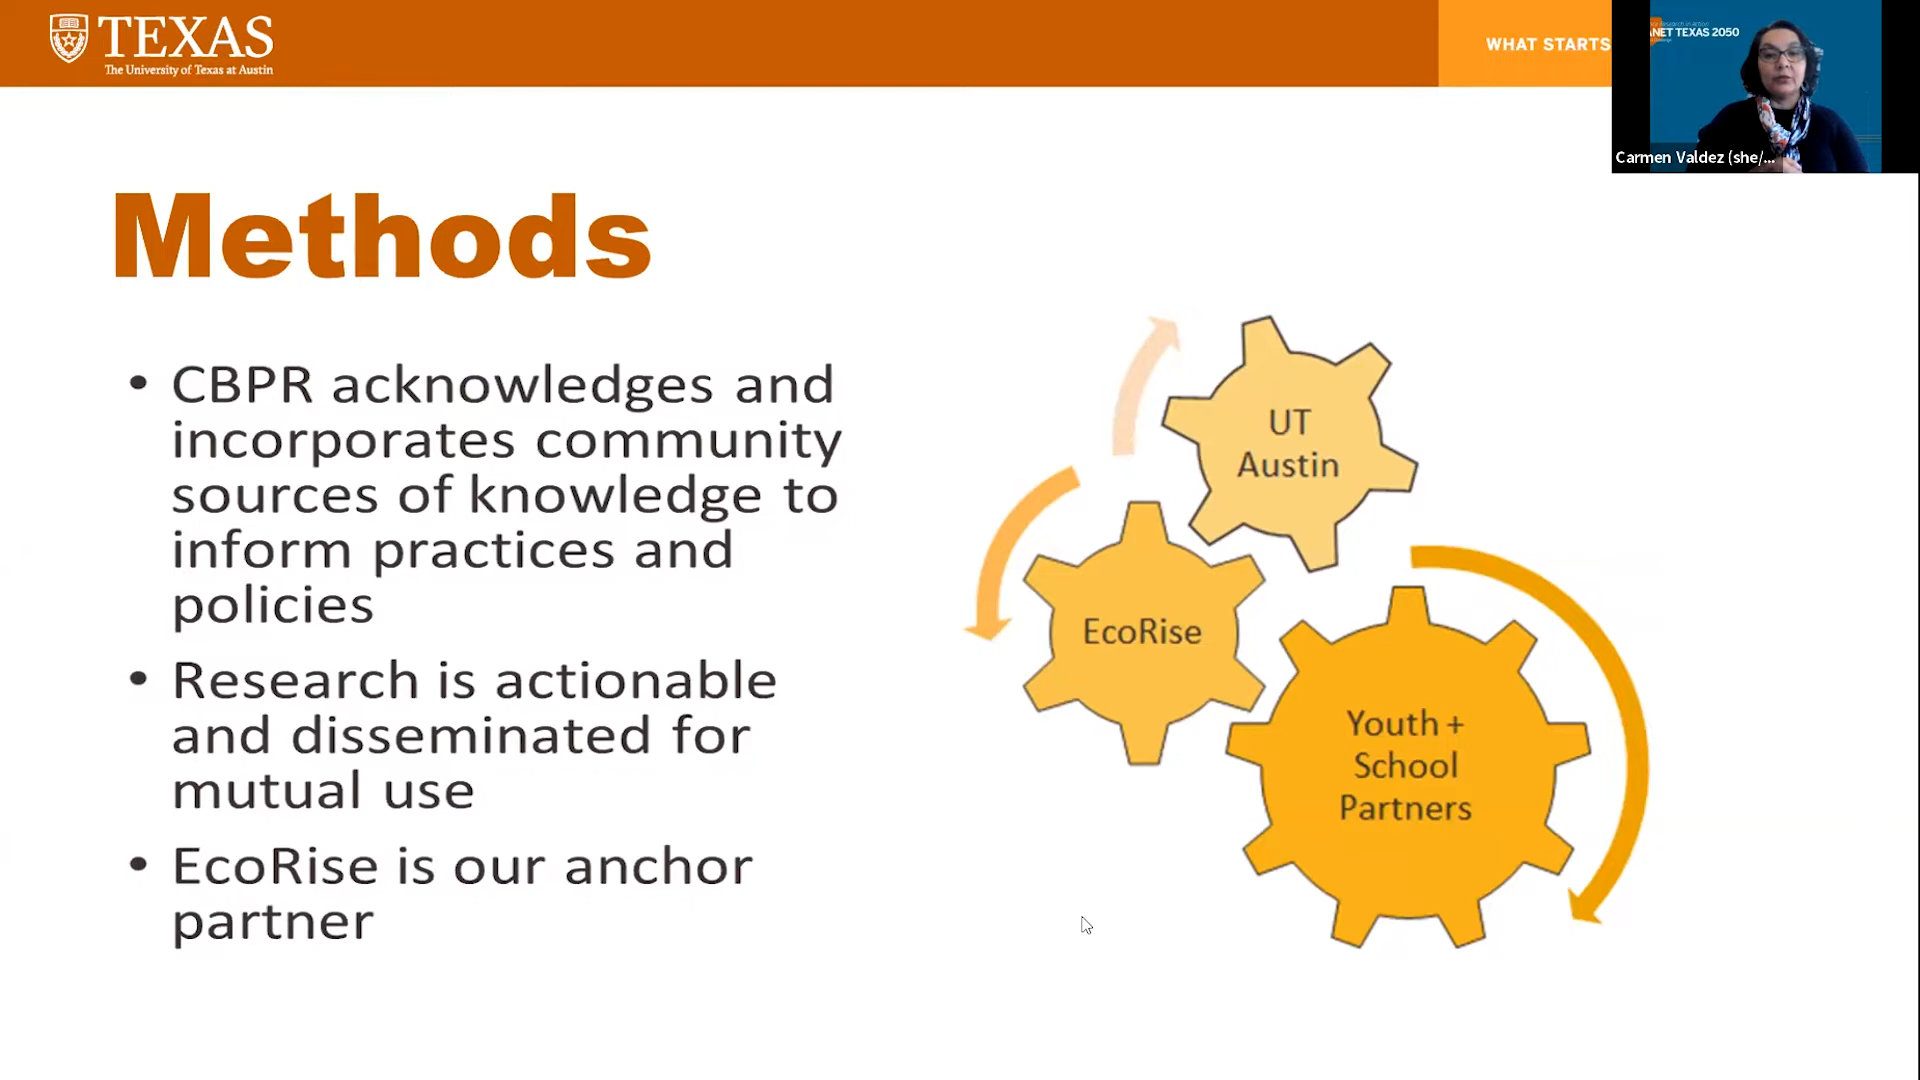 TEXAS
The University of Texas at Austin
WHAT STARTS
PLANET TEXAS 2050
Carmen Valdez (she/...
Methods
• CBPR acknowledges and
incorporates community
sources of knowledge to
inform practices and
policies
• Research is actionable
and disseminated for
mutual use
• EcoRise is our anchor
partner
UT
Austin
EcoRise
Youth +
School
Partners